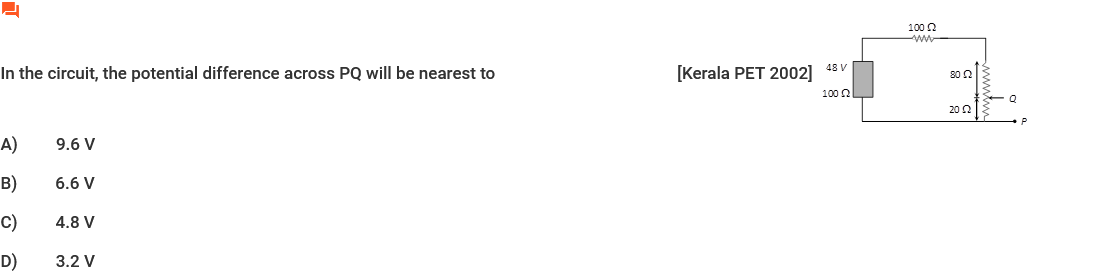 In the circuit, the potential difference across PQ will be nearest to [Kerala PET 2002]
100 Ω
48 V
100 Ω
80 Ω
20 Ω
Q
P
A) 9.6 V
B) 6.6 V
C) 4.8 V
D) 3.2 V